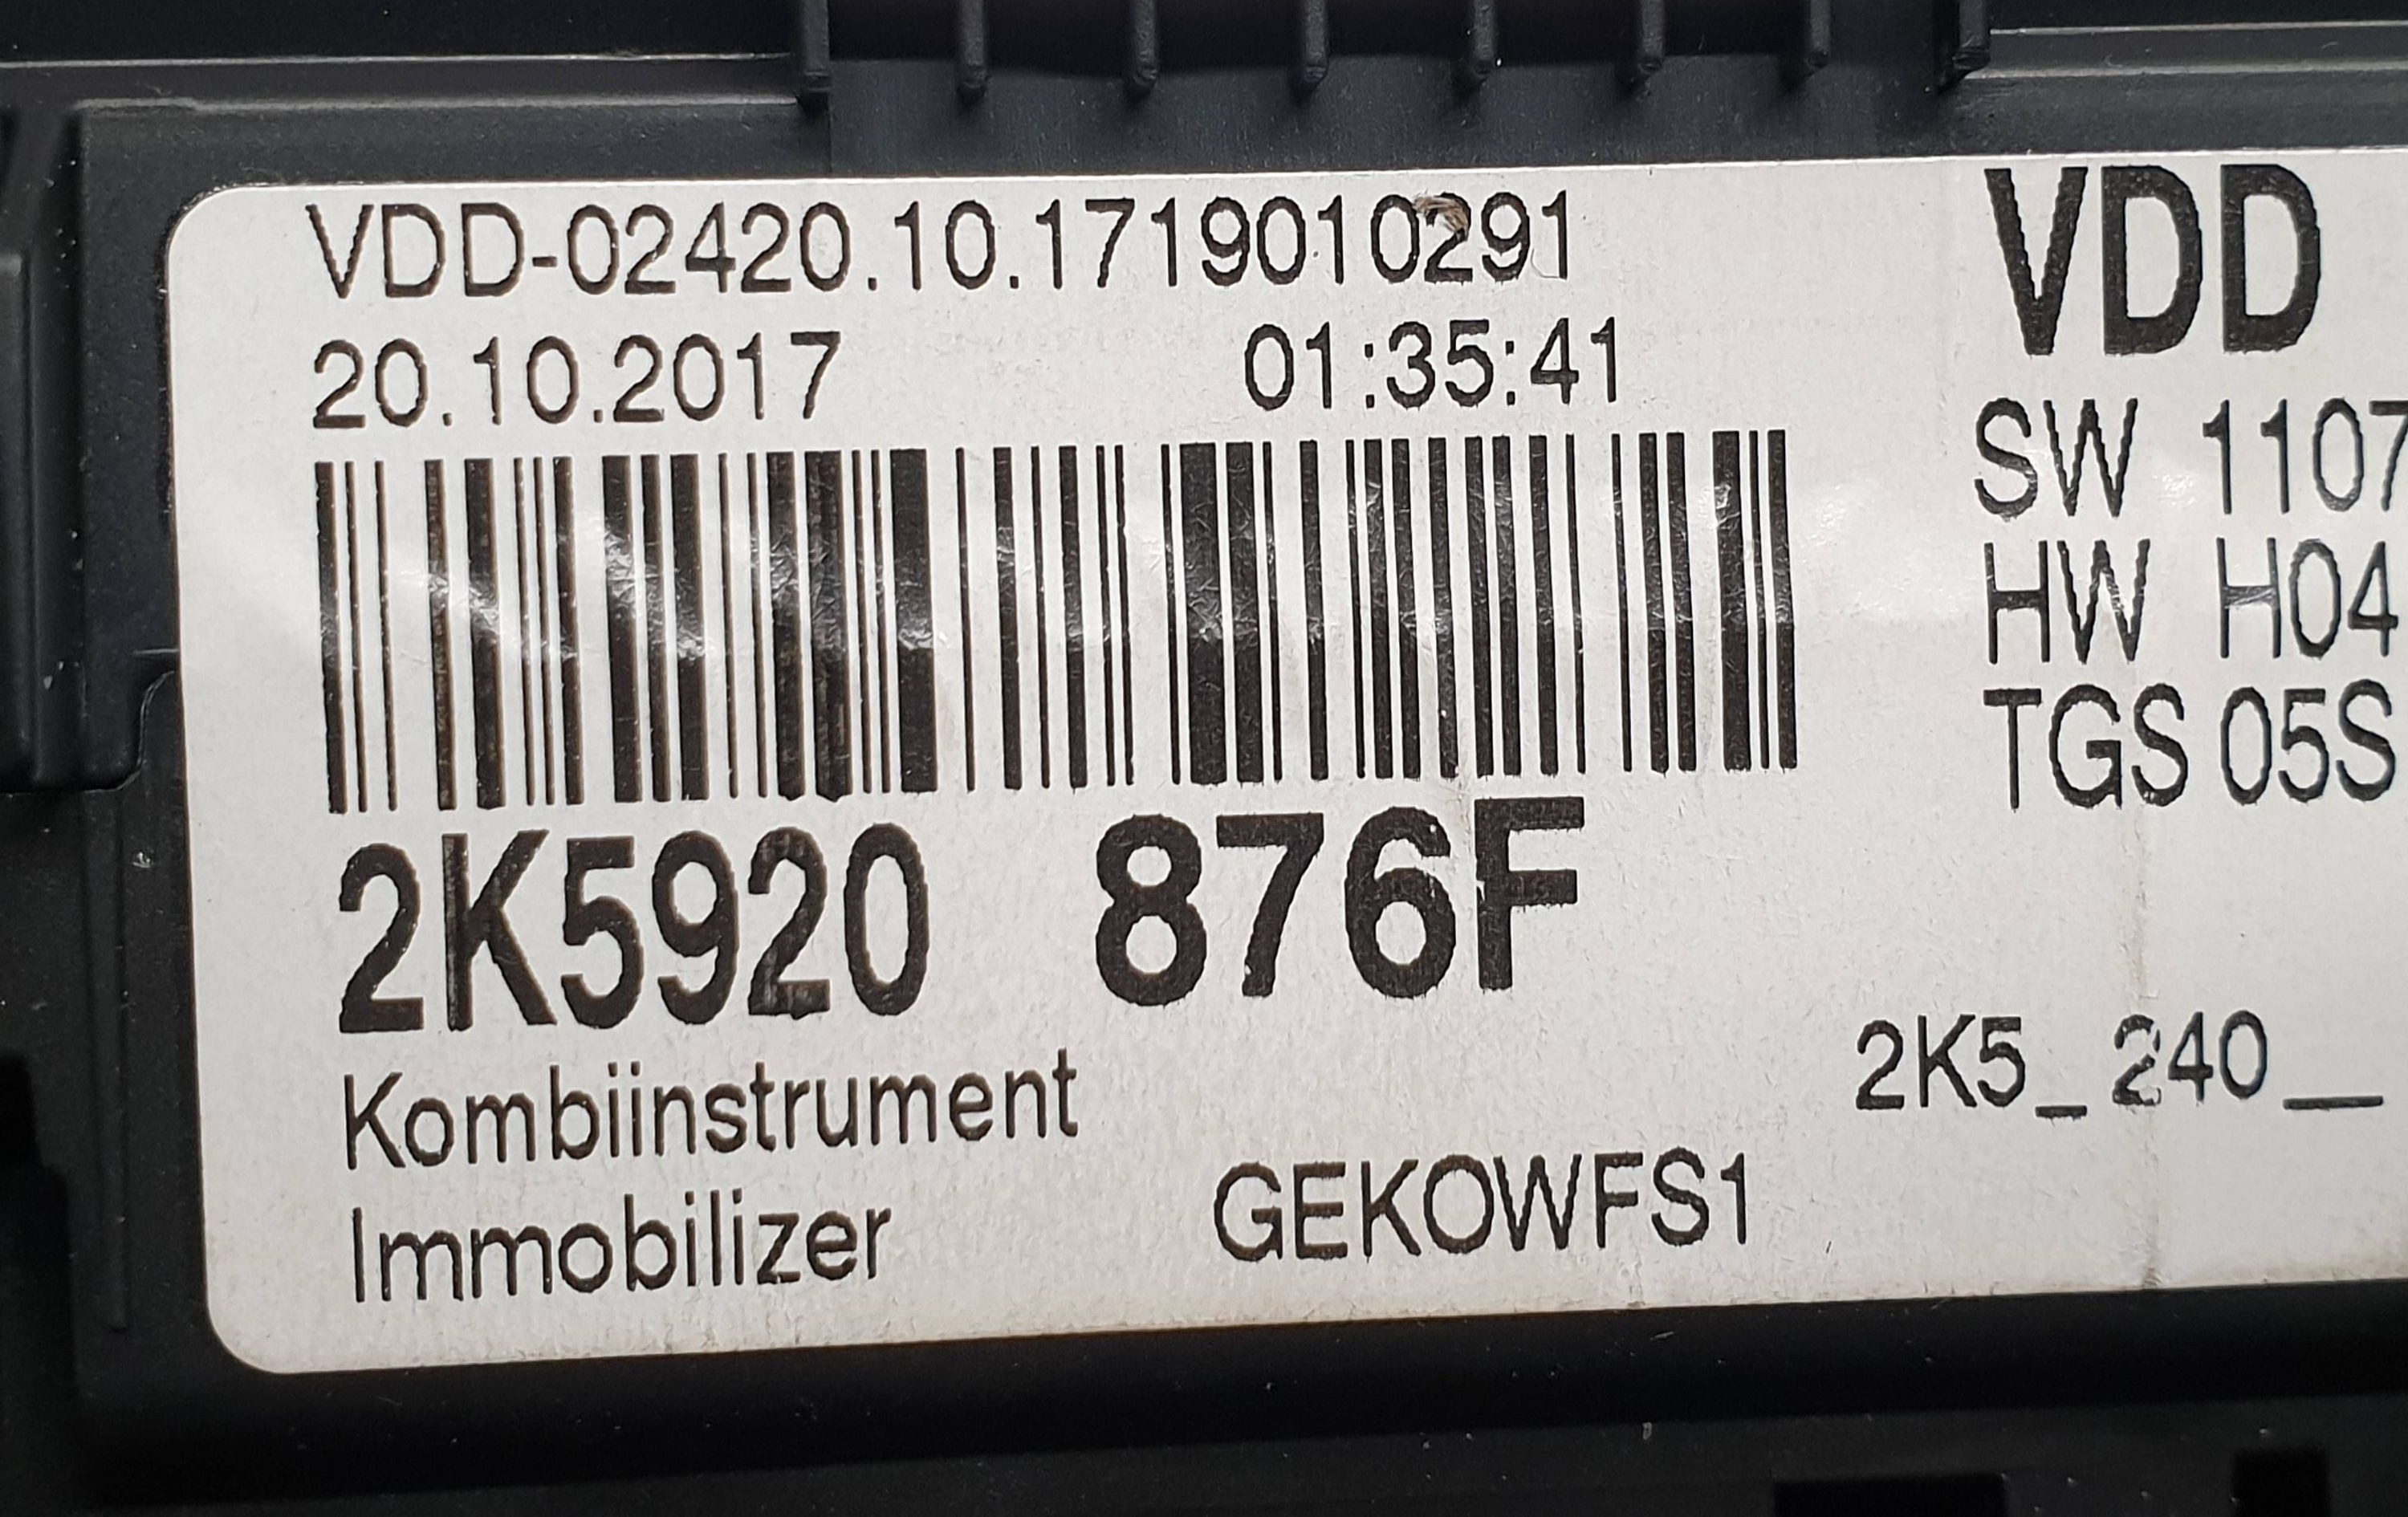 VDD-02420.10.1719010291
20.10.2017 01:35:41
2K5920 876F
Kombiinstrument
Immobilizer
GEKOWFS1
VDD
SW 1107
HW H04
TGS 05S
2K5_240__